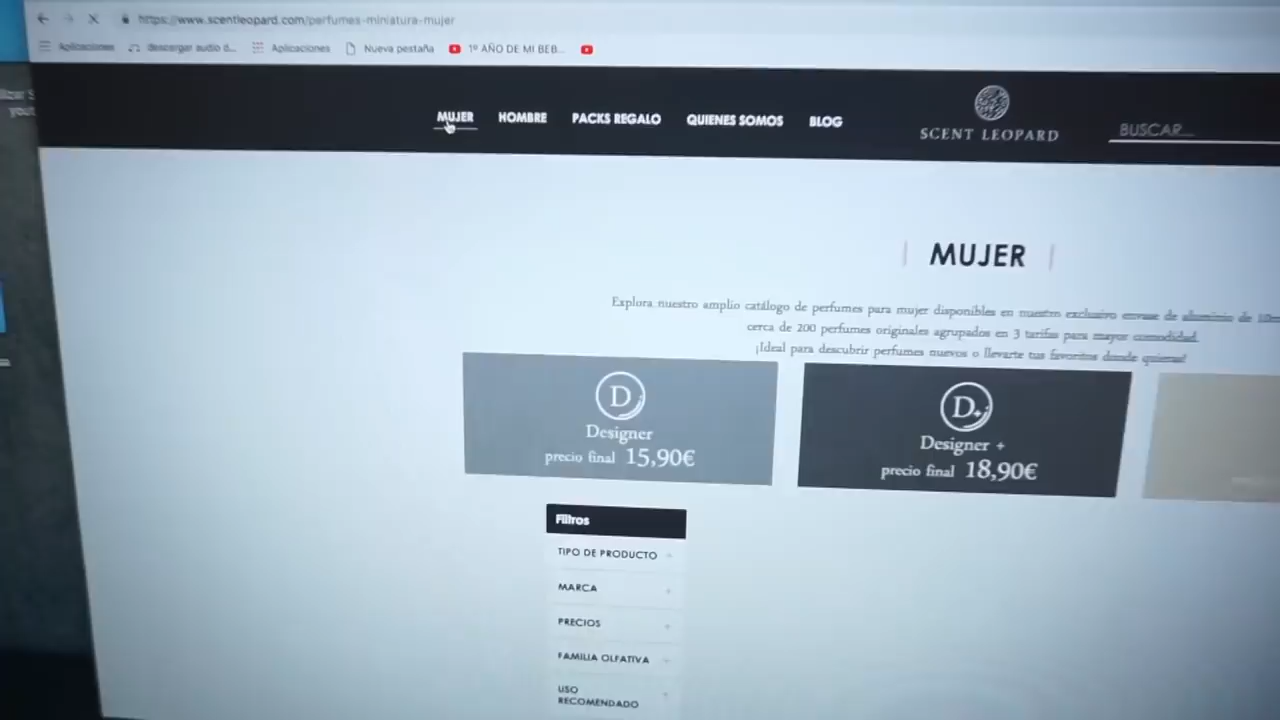 https://www.scentleopard.com/perfumes-miniatura-mujer
Aplicaciones descargar audio d... Aplicaciones Nueva pestaña 1º AÑO DE MI BEB...
MUJER HOMBRE PACKS REGALO QUIENES SOMOS BLOG
SCENT LEOPARD
BUSCAR...
MUJER
Explora nuestro amplio catálogo de perfumes para mujer disponibles en nuestro exclusivo envase de aluminio de
cerca de 200 perfumes originales agrupados en 3 tarifas para mayor comodidad.
¡Ideal para descubrir perfumes nuevos o llevarte tus favoritos donde quieras!
D
Designer
precio final 15,90€
D+
Designer +
precio final 18,90€
Filtros
TIPO DE PRODUCTO +
MARCA +
PRECIOS +
FAMILIA OLFATIVA +
USO
RECOMENDADO +